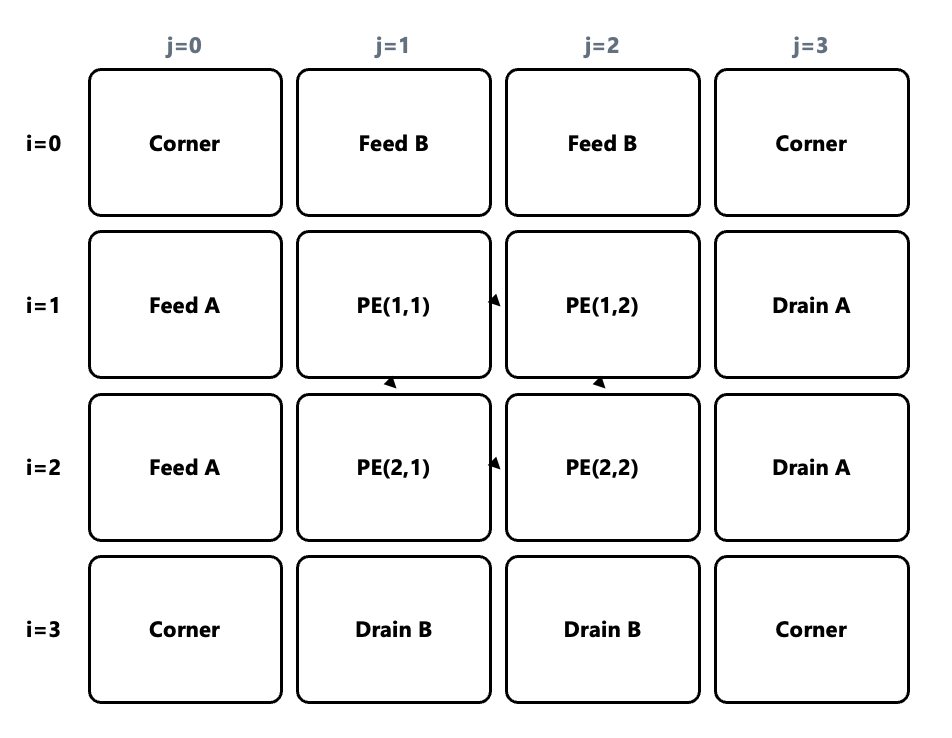 j=0 j=1 j=2 j=3
i=0 Corner Feed B Feed B Corner
i=1 Feed A PE(1,1) PE(1,2) Drain A
i=2 Feed A PE(2,1) PE(2,2) Drain A
i=3 Corner Drain B Drain B Corner